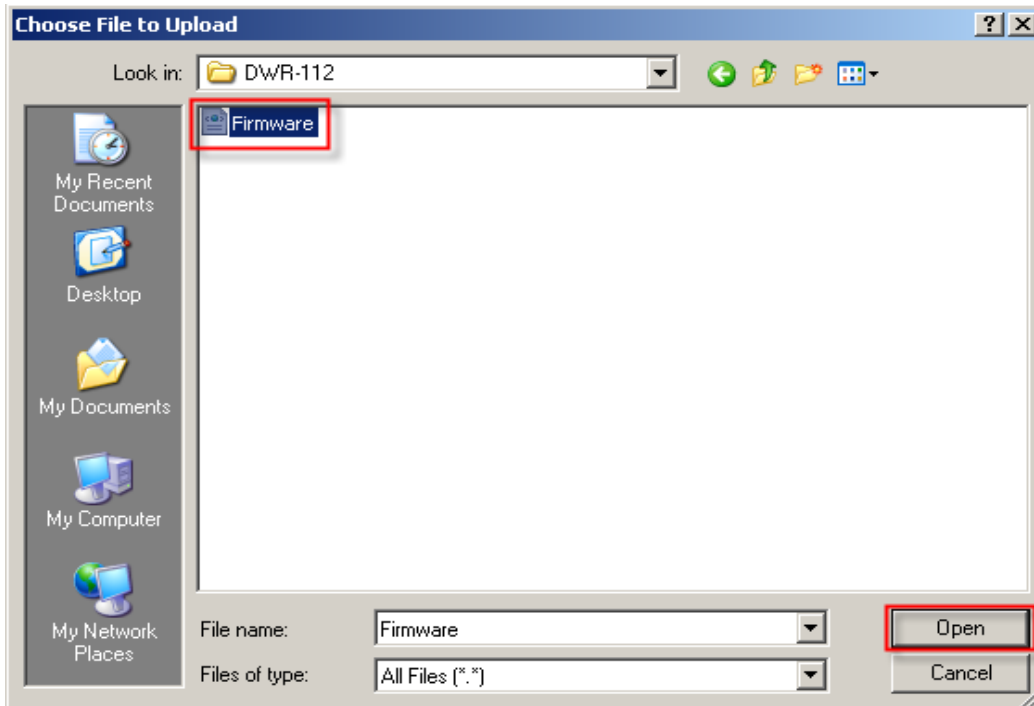 Choose File to Upload
Look in: DWR-112
Firmware
My Recent
Documents
Desktop
My Documents
My Computer
My Network
Places
File name: Firmware Open
Files of type: All Files (*.*) Cancel